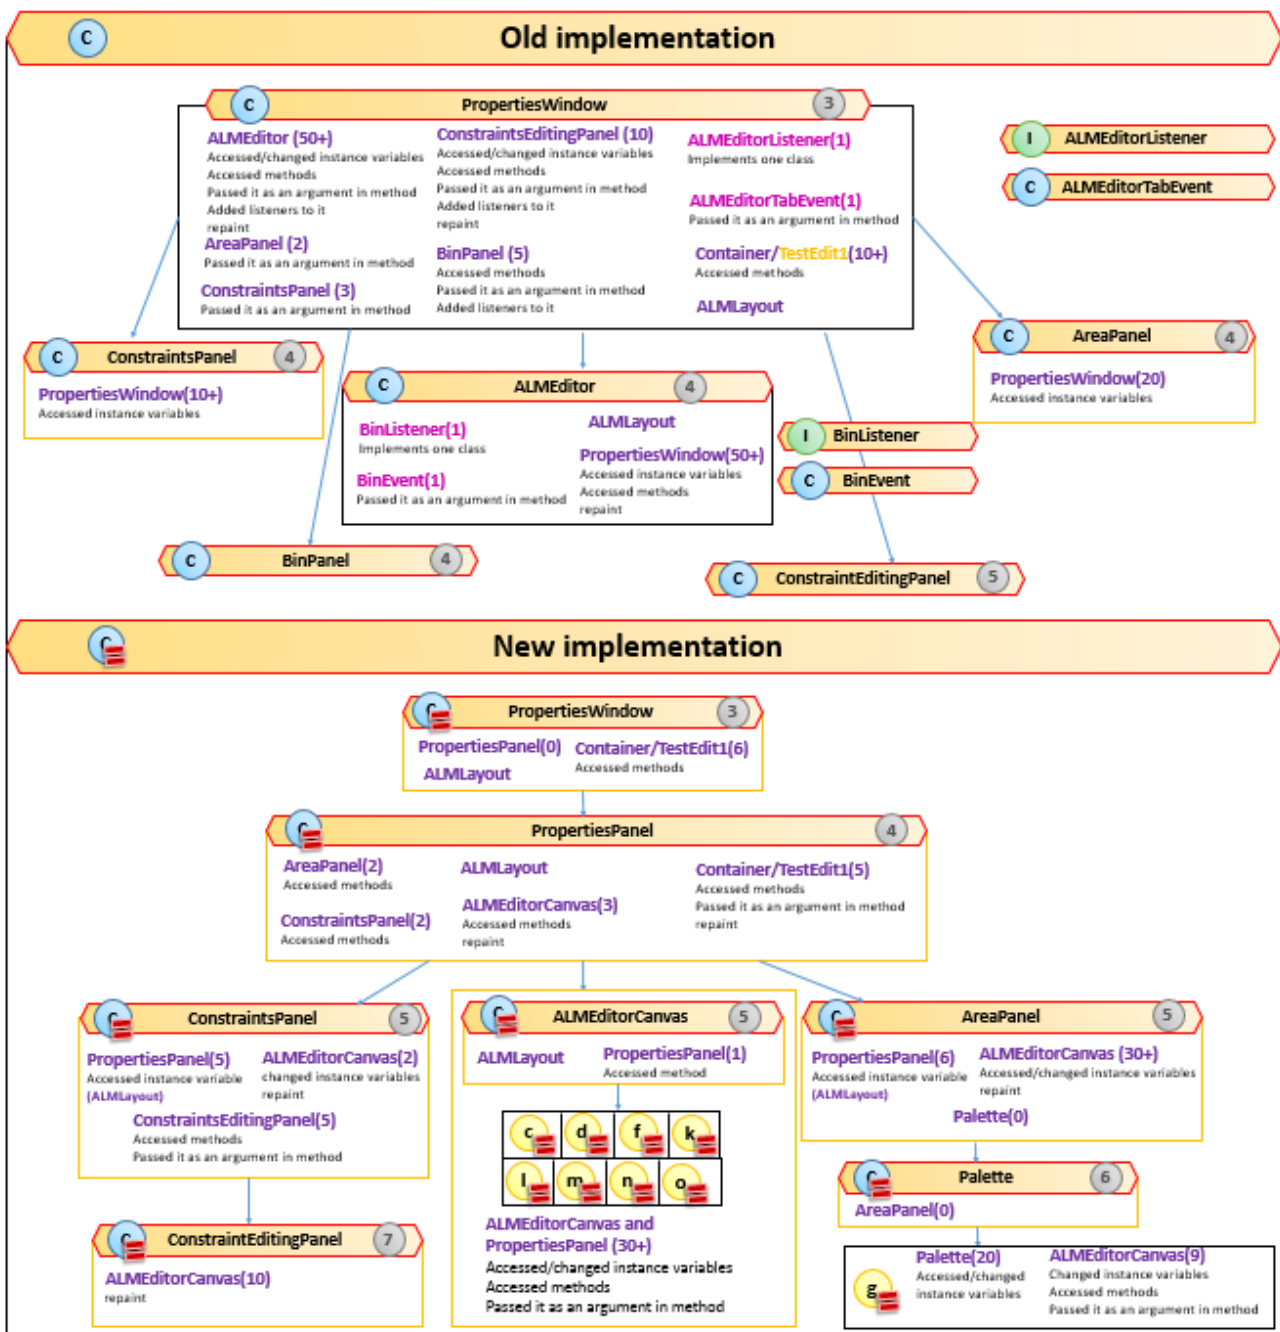 C
Old implementation
C
PropertiesWindow
3
ALMEditor (50+)
Accessed/changed instance variables
Accessed methods
Passed it as an argument in method
Added listeners to it
repaint
AreaPanel (2)
Passed it as an argument in method
ConstraintsPanel (3)
Passed it as an argument in method
ConstraintsEditingPanel (10)
Accessed/changed instance variables
Accessed methods
Passed it as an argument in method
Added listeners to it
repaint
BinPanel (5)
Accessed methods
Passed it as an argument in method
Added listeners to it
ALMEditorListener(1)
Implements one class
ALMEditorTabEvent(1)
Passed it as an argument in method
Container/TestEdit1(10+)
Accessed methods
ALMLayout
I
ALMEditorListener
C
ALMEditorTabEvent
C
ConstraintsPanel
4
PropertiesWindow(10+)
Accessed instance variables
C
ALMEditor
4
BinListener(1)
Implements one class
BinEvent(1)
Passed it as an argument in method
ALMLayout
PropertiesWindow(50+)
Accessed instance variables
Accessed methods
repaint
C
AreaPanel
4
PropertiesWindow(20)
Accessed instance variables
I
BinListener
C
BinEvent
C
BinPanel
4
C
ConstraintEditingPanel
5
C
New implementation
C
PropertiesWindow
3
PropertiesPanel(0)
ALMLayout
Container/TestEdit1(6)
Accessed methods
C
PropertiesPanel
4
AreaPanel(2)
Accessed methods
ConstraintsPanel(2)
Accessed methods
ALMLayout
ALMEditorCanvas(3)
Accessed methods
repaint
Container/TestEdit1(5)
Accessed methods
Passed it as an argument in method
repaint
C
ConstraintsPanel
5
PropertiesPanel(5)
Accessed instance variable
(ALMLayout)
ALMEditorCanvas(2)
changed instance variables
repaint
ConstraintsEditingPanel(5)
Accessed methods
Passed it as an argument in method
C
ConstraintEditingPanel
7
ALMEditorCanvas(10)
repaint
C
ALMEditorCanvas
5
ALMLayout
PropertiesPanel(1)
Accessed method
c
d
f
k
l
m
n
o
ALMEditorCanvas and
PropertiesPanel (30+)
Accessed/changed instance variables
Accessed methods
Passed it as an argument in method
C
AreaPanel
5
PropertiesPanel(6)
Accessed instance variable
(ALMLayout)
ALMEditorCanvas (30+)
Accessed/changed instance variables
repaint
Palette(0)
C
Palette
6
AreaPanel(0)
g
Palette(20)
Accessed/changed
instance variables
ALMEditorCanvas(9)
Changed instance variables
Accessed methods
Passed it as an argument in method